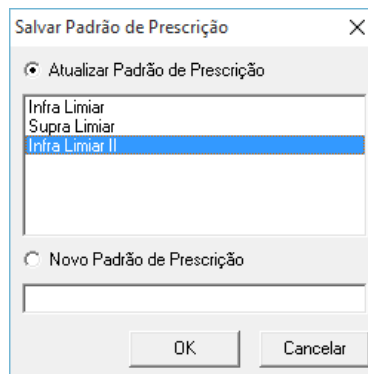 Salvar Padrão de Prescrição
Atualizar Padrão de Prescrição
Infra Limiar
Supra Limiar
Infra Limiar II
Novo Padrão de Prescrição
OK
Cancelar